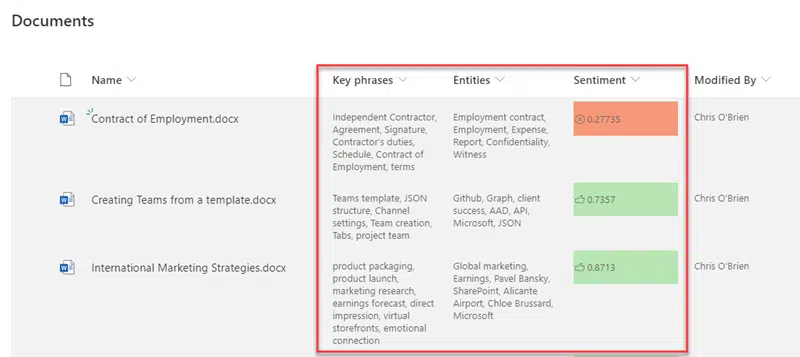 Documents
Name Key phrases Entities Sentiment Modified By
Contract of Employment.docx
Independent Contractor,
Agreement, Signature,
Contractor's duties,
Schedule, Contract of
Employment, terms
Employment contract,
Employment, Expense,
Report, Confidentiality,
Witness
0.27735
Chris O'Brien
Creating Teams from a template.docx
Teams template, JSON
structure, Channel
settings, Team creation,
Tabs, project team
Github, Graph, client
success, AAD, API,
Microsoft, JSON
0.7357
Chris O'Brien
International Marketing Strategies.docx
product packaging,
product launch,
marketing research,
earnings forecast, direct
impression, virtual
storefronts, emotional
connection
Global marketing,
Earnings, Pavel Bansky,
SharePoint, Alicante
Airport, Chloe Brussard,
Microsoft
0.8713
Chris O'Brien